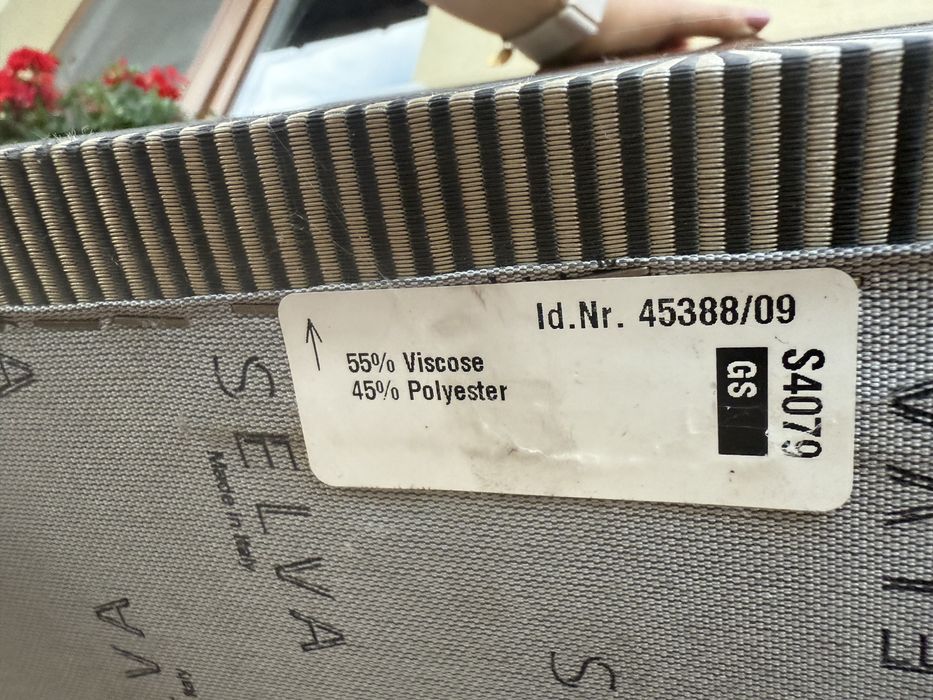 Id.Nr. 45388/09
55% Viscose
45% Polyester
GS
S4079
SELVA
Made in Italy